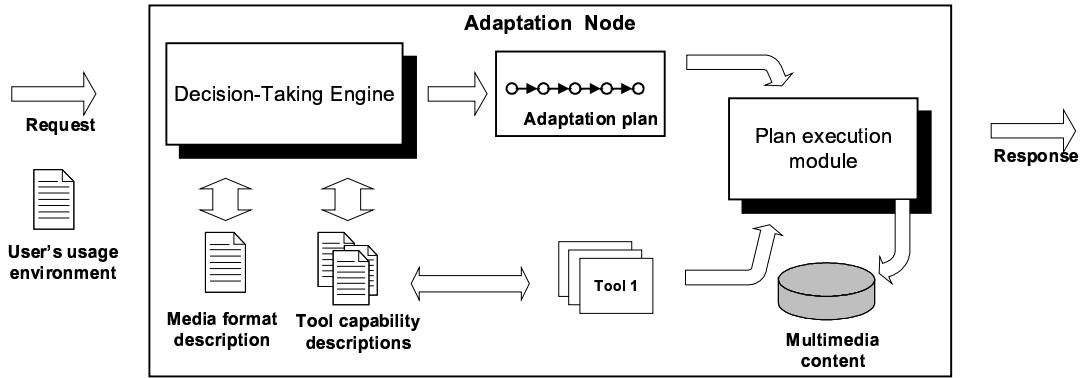 Adaptation Node
Decision-Taking Engine
Request
Adaptation plan
Plan execution
module
Response
User's usage
environment
Media format
description
Tool capability
descriptions
Tool 1
Multimedia
content